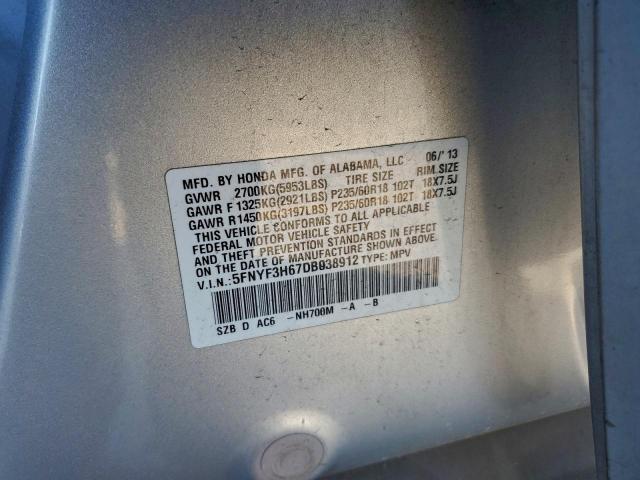 MFD. BY HONDA MFG. OF ALABAMA, LLC 06/'13
GVWR 2700KG(5953LBS) TIRE SIZE RIM.SIZE
GAWR F 1325KG(2921LBS) P235/60R18 102T 18X7.5J
GAWR R1450KG(3197LBS) P235/60R18 102T 18X7.5J
THIS VEHICLE CONFORMS TO ALL APPLICABLE
FEDERAL MOTOR VEHICLE SAFETY
AND THEFT PREVENTION STANDARDS IN EFFECT
ON THE DATE OF MANUFACTURE SHOWN ABOVE.
V.I.N.:5FNYF3H67DB038912 TYPE: MPV
SZB D AC6 -NH700M -A -B